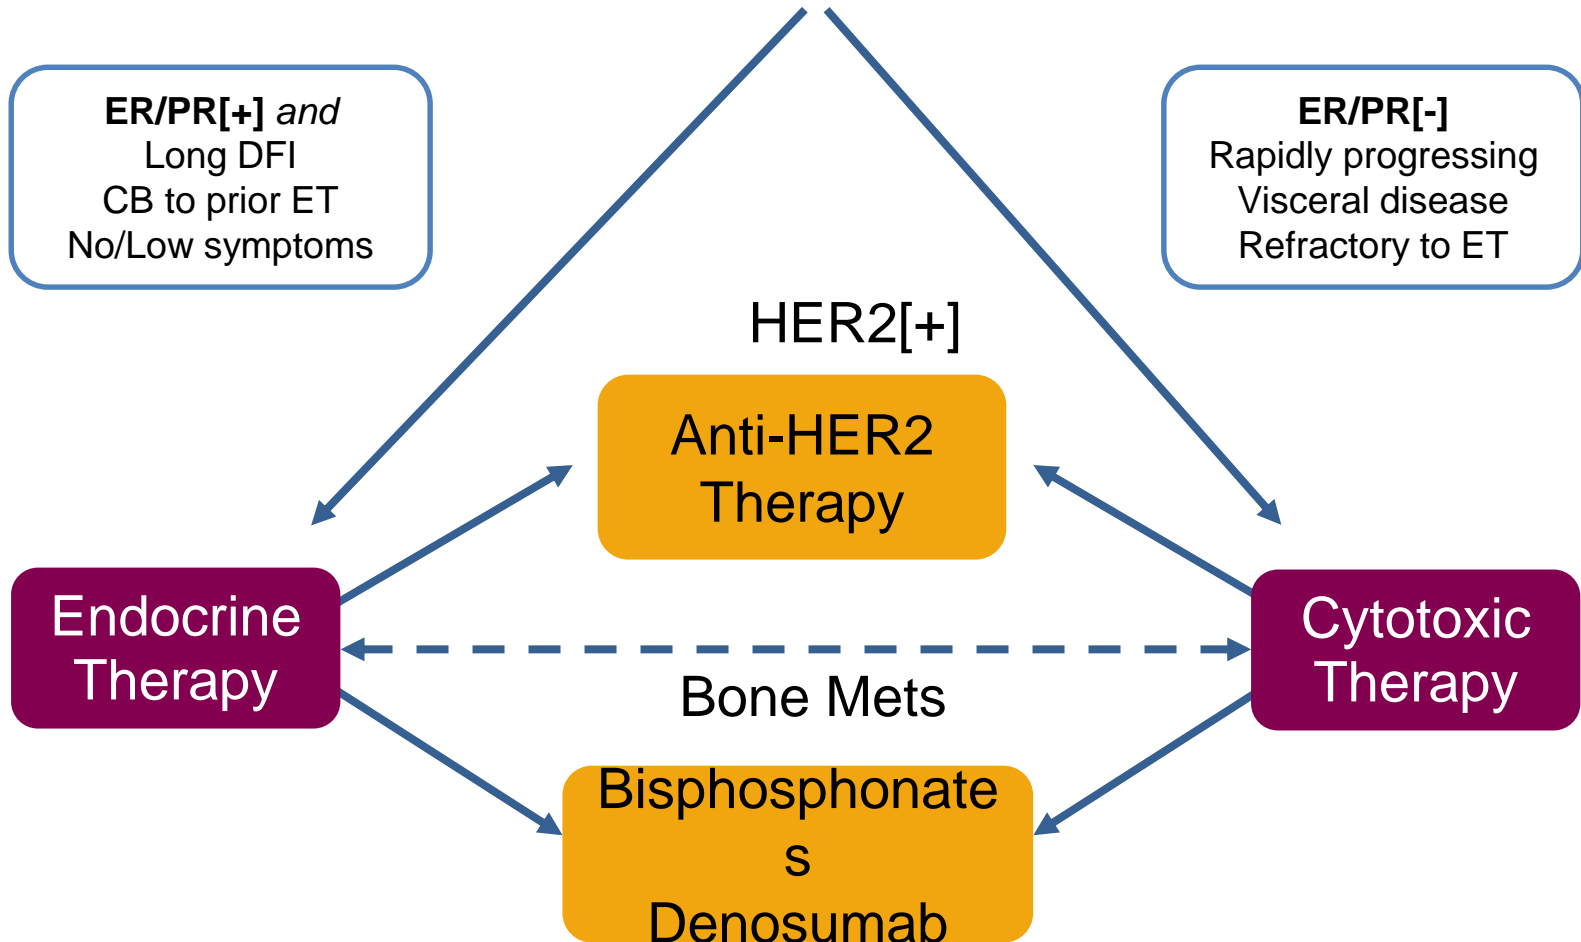 ER/PR[+] and
Long DFI
CB to prior ET
No/Low symptoms
ER/PR[-]
Rapidly progressing
Visceral disease
Refractory to ET
HER2[+]
Anti-HER2
Therapy
Endocrine
Therapy
Cytotoxic
Therapy
Bone Mets
Bisphosphonate
s
Denosumab